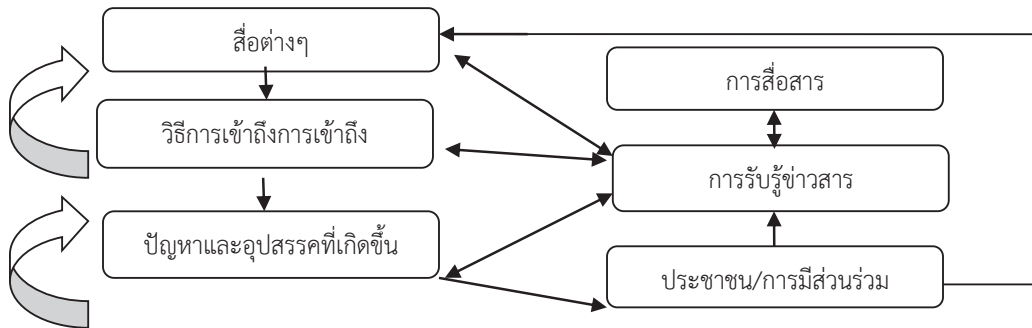 สื่อต่างๆ
การสื่อสาร
วิธีการเข้าถึงการเข้าถึง
การรับรู้ข่าวสาร
ปัญหาและอุปสรรคที่เกิดขึ้น
ประชาชน/การมีส่วนร่วม